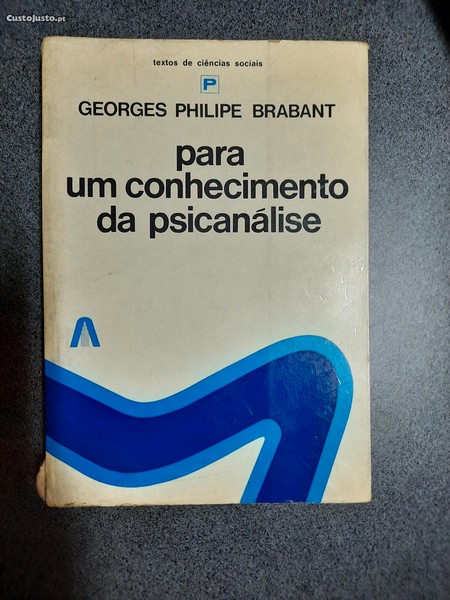 CustoJusto.pt
textos de ciências sociais
P
GEORGES PHILIPE BRABANT
para
um conhecimento
da psicanálise